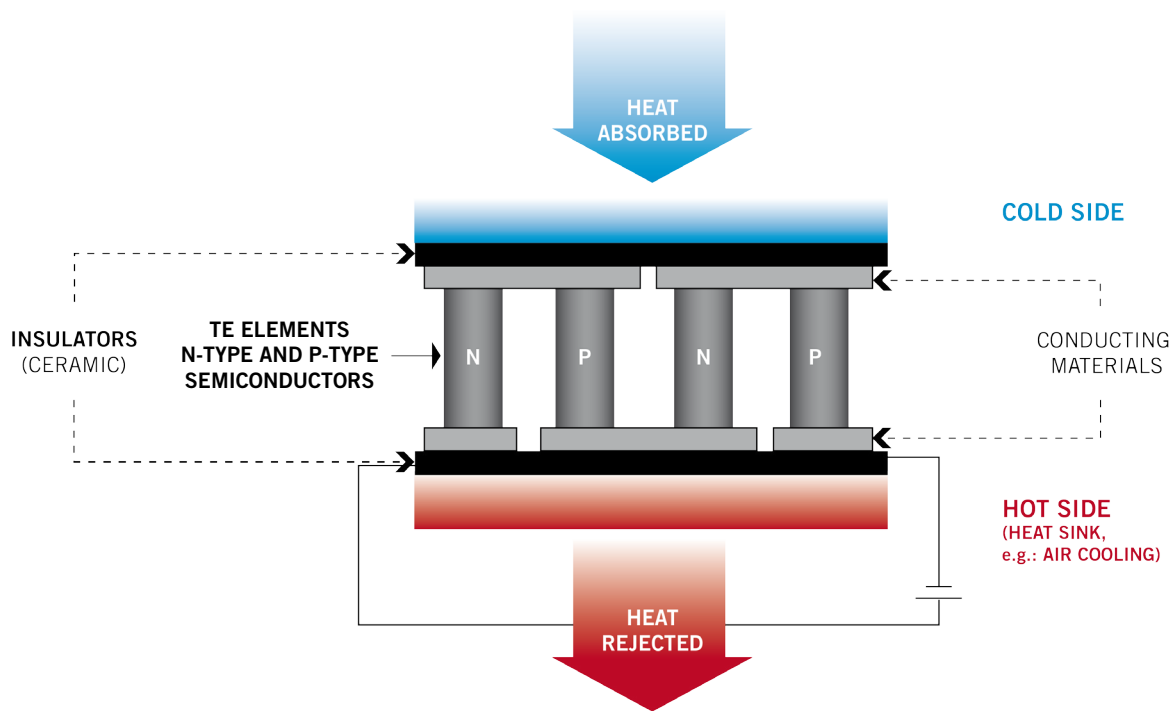 HEAT
ABSORBED
COLD SIDE
INSULATORS
(CERAMIC)
TE ELEMENTS
N-TYPE AND P-TYPE
SEMICONDUCTORS
N
P
N
P
CONDUCTING
MATERIALS
HOT SIDE
(HEAT SINK,
e.g.: AIR COOLING)
HEAT
REJECTED